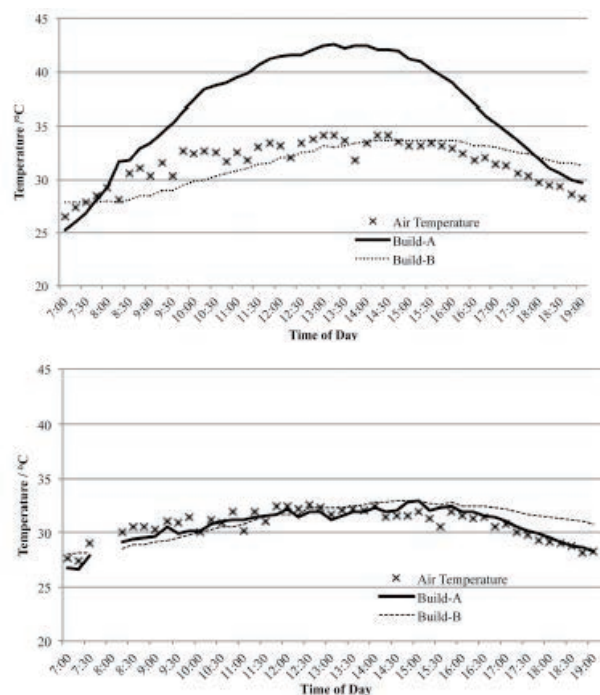 45
40
35
30
25
20
Temperature /°C
× Air Temperature
Build-A
Build-B
7:00 7:30 8:00 8:30 9:00 9:30 10:00 10:30 11:00 11:30 12:00 12:30 13:00 13:30 14:00 14:30 15:00 15:30 16:00 16:30 17:00 17:30 18:00 18:30 19:00
Time of Day
45
40
35
30
25
20
Temperature / °C
× Air Temperature
Build-A
Build-B
7:00 7:30 8:00 8:30 9:00 9:30 10:00 10:30 11:00 11:30 12:00 12:30 13:00 13:30 14:00 14:30 15:00 15:30 16:00 16:30 17:00 17:30 18:00 18:30 19:00
Time of Day